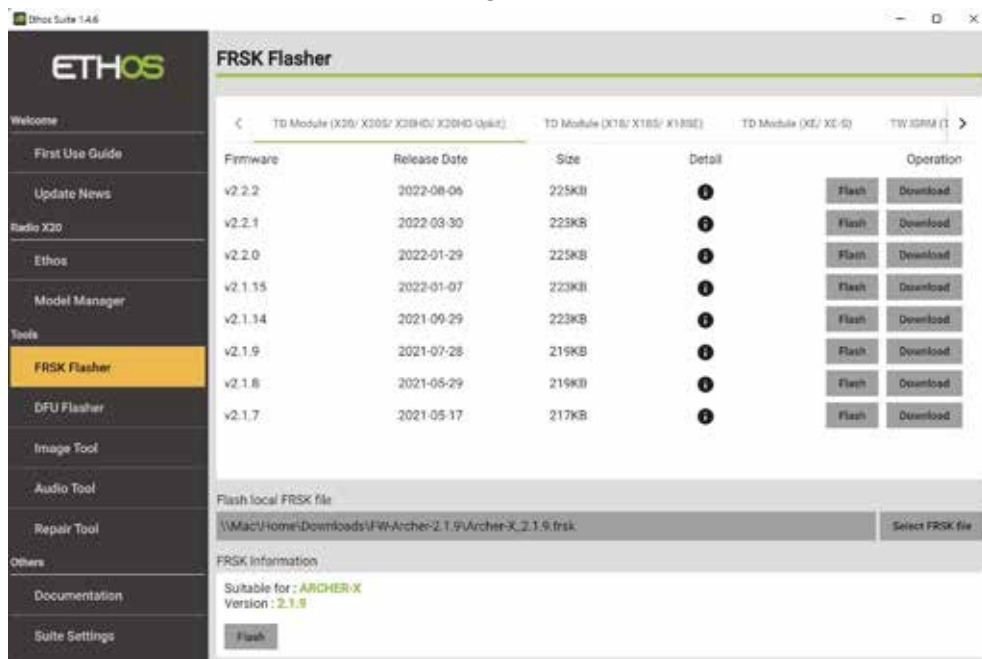 Ethos Suite 1.4.6
ETHOS
FRSK Flasher
Welcome
First Use Guide
Update News
Radio X20
Ethos
Model Manager
Tools
FRSK Flasher
DFU Flasher
Image Tool
Audio Tool
Repair Tool
Others
Documentation
Suite Settings
TD Module (X20/ X20S/ X20HD/ X20HD-Upkit) TD Module (X18/ X18S/ X18SE) TD Module (XE/ XE-S)
Firmware Release Date Size Detail Operation
v2.2.2 2022-08-06 225KB Flash Download
v2.2.1 2022-03-30 223KB Flash Download
v2.2.0 2022-01-29 225KB Flash Download
v2.1.15 2022-01-07 223KB Flash Download
v2.1.14 2021-09-29 223KB Flash Download
v2.1.9 2021-07-28 219KB Flash Download
v2.1.8 2021-05-29 219KB Flash Download
v2.1.7 2021-05-17 217KB Flash Download
Flash local FRSK file
\\Mac\Home\Downloads\FW-Archer-2.1.9\Archer-X_2.1.9.frsk Select FRSK file
FRSK Information
Suitable for : ARCHER-X
Version : 2.1.9
Flash